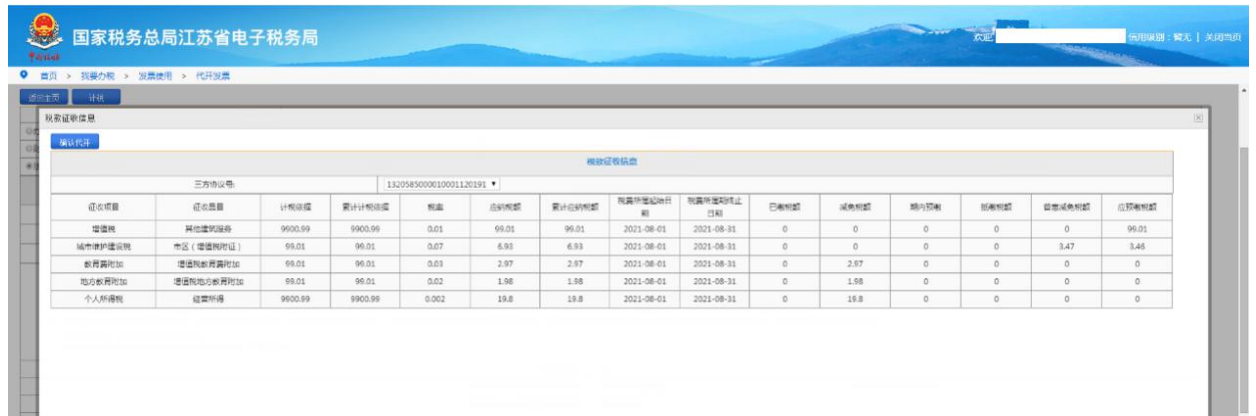 国家税务总局江苏省电子税务局
欢迎
信用级别：暂无 | 关闭当页
首页 > 我要办税 > 发票使用 > 代开发票
返回主页 计税
税款征收信息
确认代开
税款征收信息
三方协议号: 1320585000010001120191
征收项目 征收品目 计税依据 累计计税依据 税率 应纳税额 累计应纳税额 税款所属起始日期 税款所属期终止日期 已缴税额 减免税额 期内预缴 抵缴税额 普惠减免税额 应预缴税额
增值税 其他建筑服务 9900.99 9900.99 0.01 99.01 99.01 2021-08-01 2021-08-31 0 0 0 0 0 99.01
城市维护建设税 市区（增值税附征） 99.01 99.01 0.07 6.93 6.93 2021-08-01 2021-08-31 0 0 0 0 3.47 3.46
教育费附加 增值税教育费附加 99.01 99.01 0.03 2.97 2.97 2021-08-01 2021-08-31 0 2.97 0 0 0 0
地方教育附加 增值税地方教育附加 99.01 99.01 0.02 1.98 1.98 2021-08-01 2021-08-31 0 1.98 0 0 0 0
个人所得税 经营所得 9900.99 9900.99 0.002 19.8 19.8 2021-08-01 2021-08-31 0 19.8 0 0 0 0